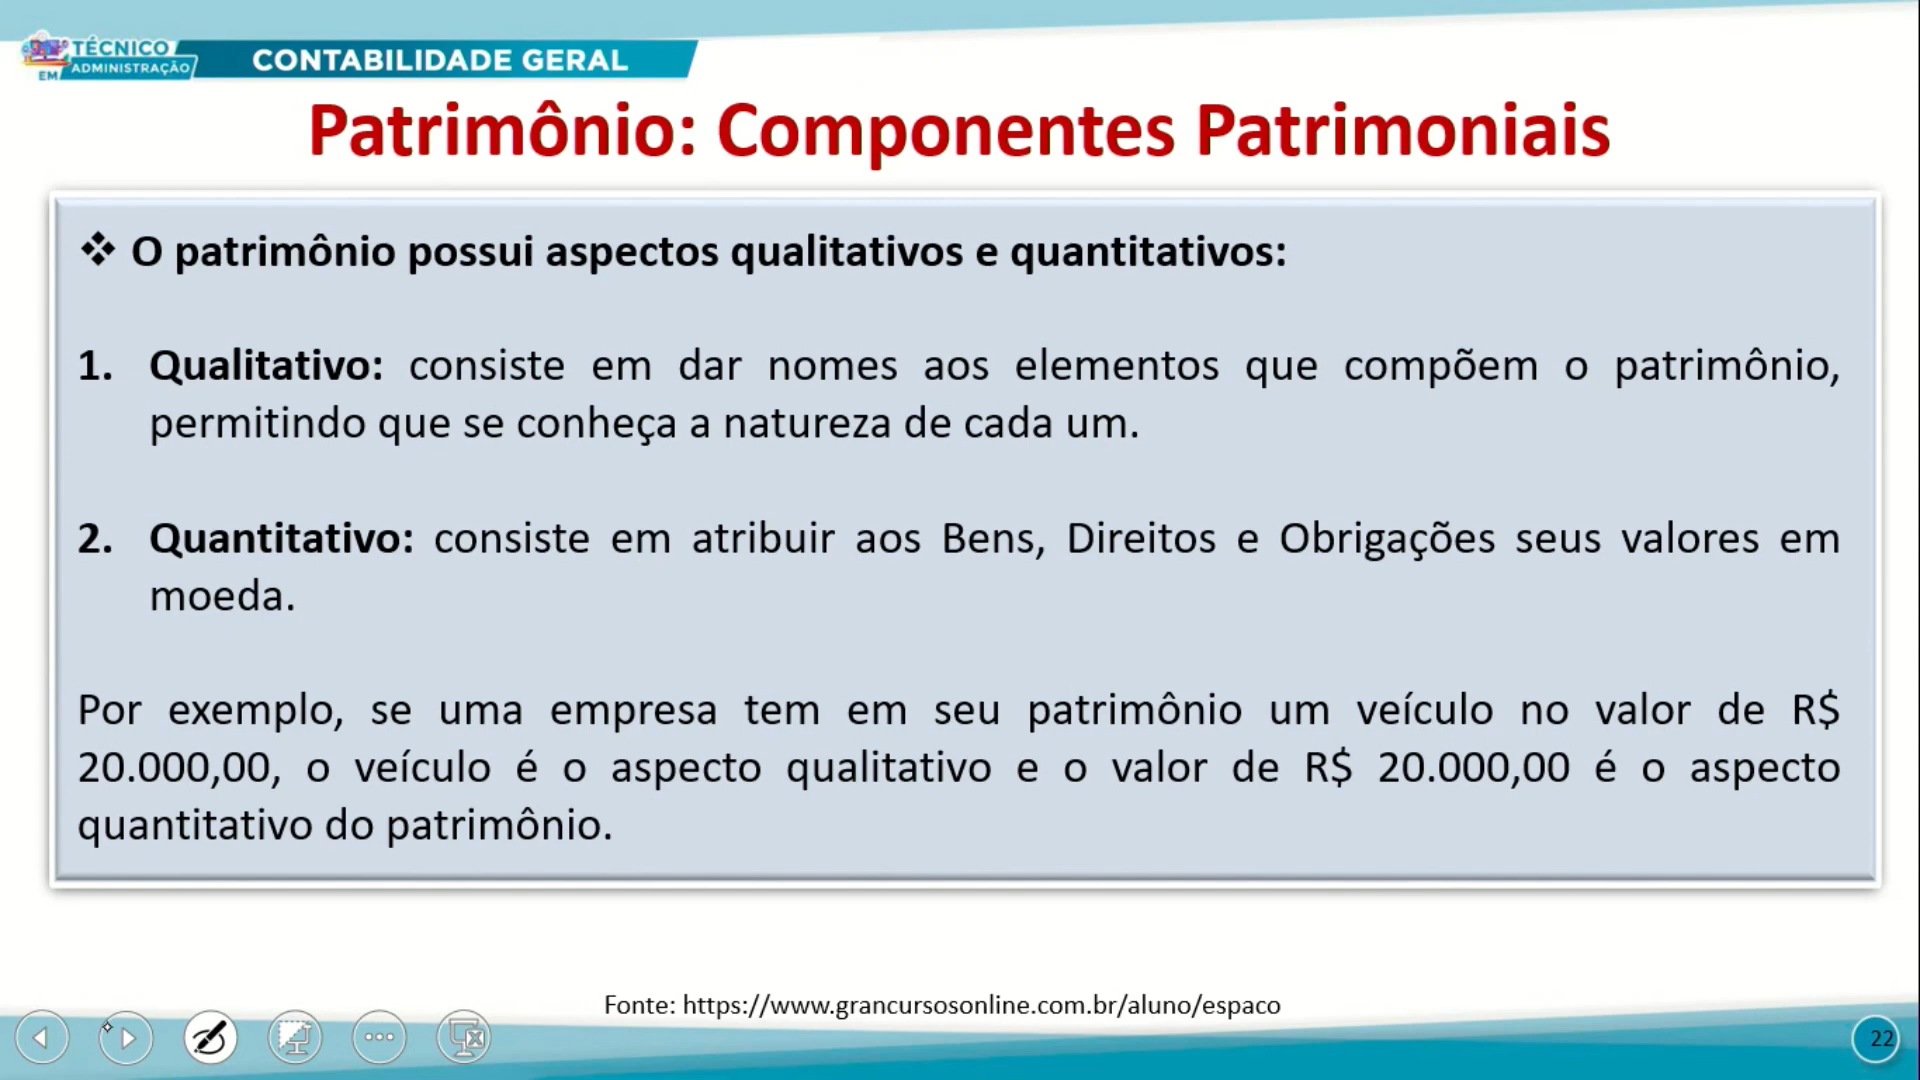 TÉCNICO
EM ADMINISTRAÇÃO
CONTABILIDADE GERAL
Patrimônio: Componentes Patrimoniais
❖ O patrimônio possui aspectos qualitativos e quantitativos:
1. Qualitativo: consiste em dar nomes aos elementos que compõem o patrimônio,
permitindo que se conheça a natureza de cada um.
2. Quantitativo: consiste em atribuir aos Bens, Direitos e Obrigações seus valores em
moeda.
Por exemplo, se uma empresa tem em seu patrimônio um veículo no valor de R$
20.000,00, o veículo é o aspecto qualitativo e o valor de R$ 20.000,00 é o aspecto
quantitativo do patrimônio.
Fonte: https://www.grancursosonline.com.br/aluno/espaco
22